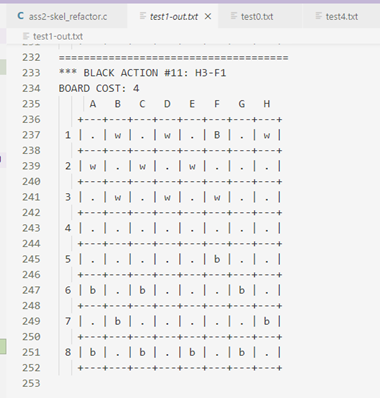 ass2-skel_refactor.c test1-out.txt test0.txt test4.txt
test1-out.txt
232 =====================================
233 *** BLACK ACTION #11: H3-F1
234 BOARD COST: 4
235      A   B   C   D   E   F   G   H
236    +---+---+---+---+---+---+---+---+
237  1 | . | w | . | w | . | B | . | w |
238    +---+---+---+---+---+---+---+---+
239  2 | w | . | w | . | w | . | . | . |
240    +---+---+---+---+---+---+---+---+
241  3 | . | w | . | w | . | w | . | . |
242    +---+---+---+---+---+---+---+---+
243  4 | . | . | . | . | . | . | . | . |
244    +---+---+---+---+---+---+---+---+
245  5 | . | . | . | . | . | b | . | . |
246    +---+---+---+---+---+---+---+---+
247  6 | b | . | b | . | . | . | b | . |
248    +---+---+---+---+---+---+---+---+
249  7 | . | b | . | . | . | . | . | b |
250    +---+---+---+---+---+---+---+---+
251  8 | b | . | b | . | b | . | b | . |
252    +---+---+---+---+---+---+---+---+
253